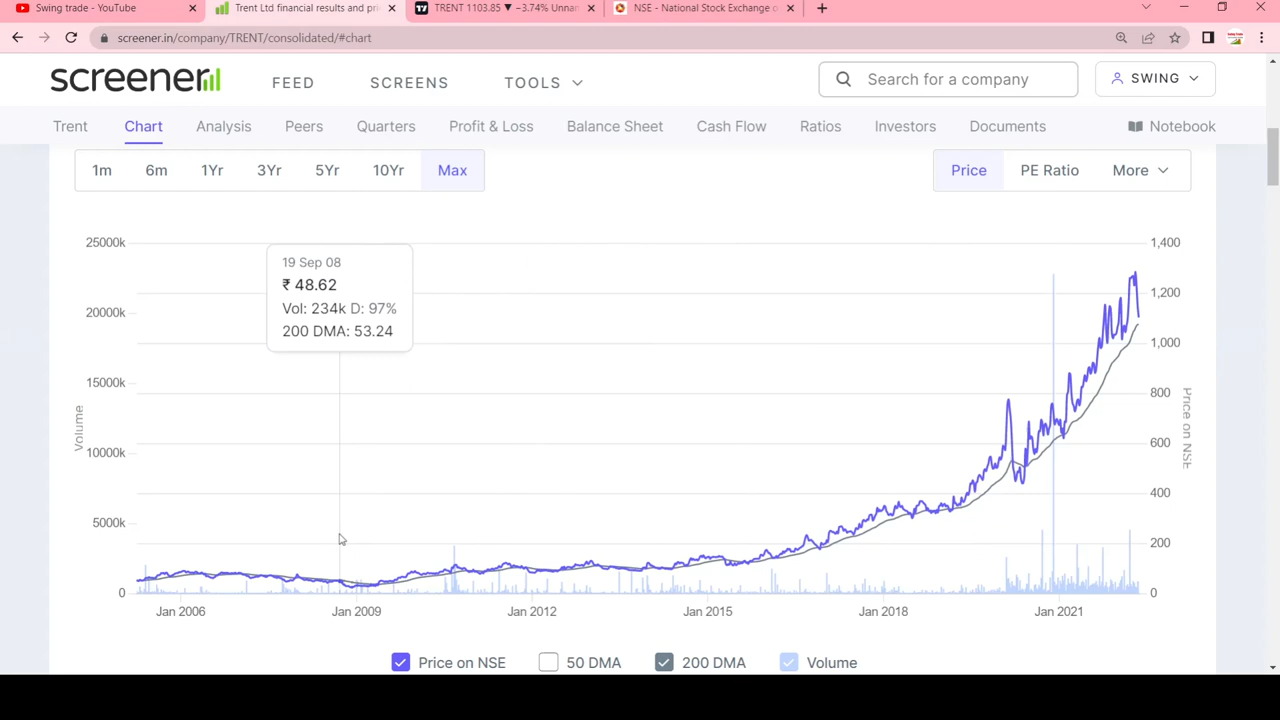 Swing trade - YouTube
Trent Ltd financial results and pri
TRENT 1103.85 ▼ −3.74% Unnan
NSE - National Stock Exchange o
screener.in/company/TRENT/consolidated/#chart
screener
FEED
SCREENS
TOOLS
Search for a company
SWING
Trent
Chart
Analysis
Peers
Quarters
Profit & Loss
Balance Sheet
Cash Flow
Ratios
Investors
Documents
Notebook
1m
6m
1Yr
3Yr
5Yr
10Yr
Max
Price
PE Ratio
More
25000k
20000k
15000k
10000k
5000k
0
Volume
19 Sep 08
₹ 48.62
Vol: 234k D: 97%
200 DMA: 53.24
1,400
1,200
1,000
800
600
400
200
0
Price on NSE
Jan 2006
Jan 2009
Jan 2012
Jan 2015
Jan 2018
Jan 2021
Price on NSE
50 DMA
200 DMA
Volume